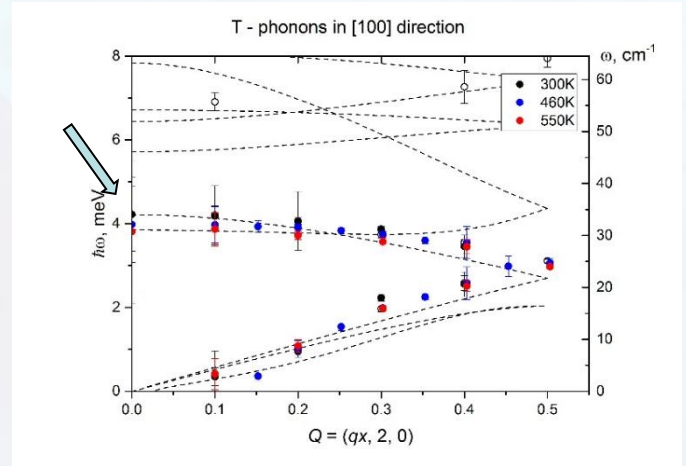 T - phonons in [100] direction
8
6
4
2
0
ħω, meV
ω, cm⁻¹
60
50
40
30
20
10
0
300K
460K
550K
0.0 0.1 0.2 0.3 0.4 0.5
Q = (qx, 2, 0)